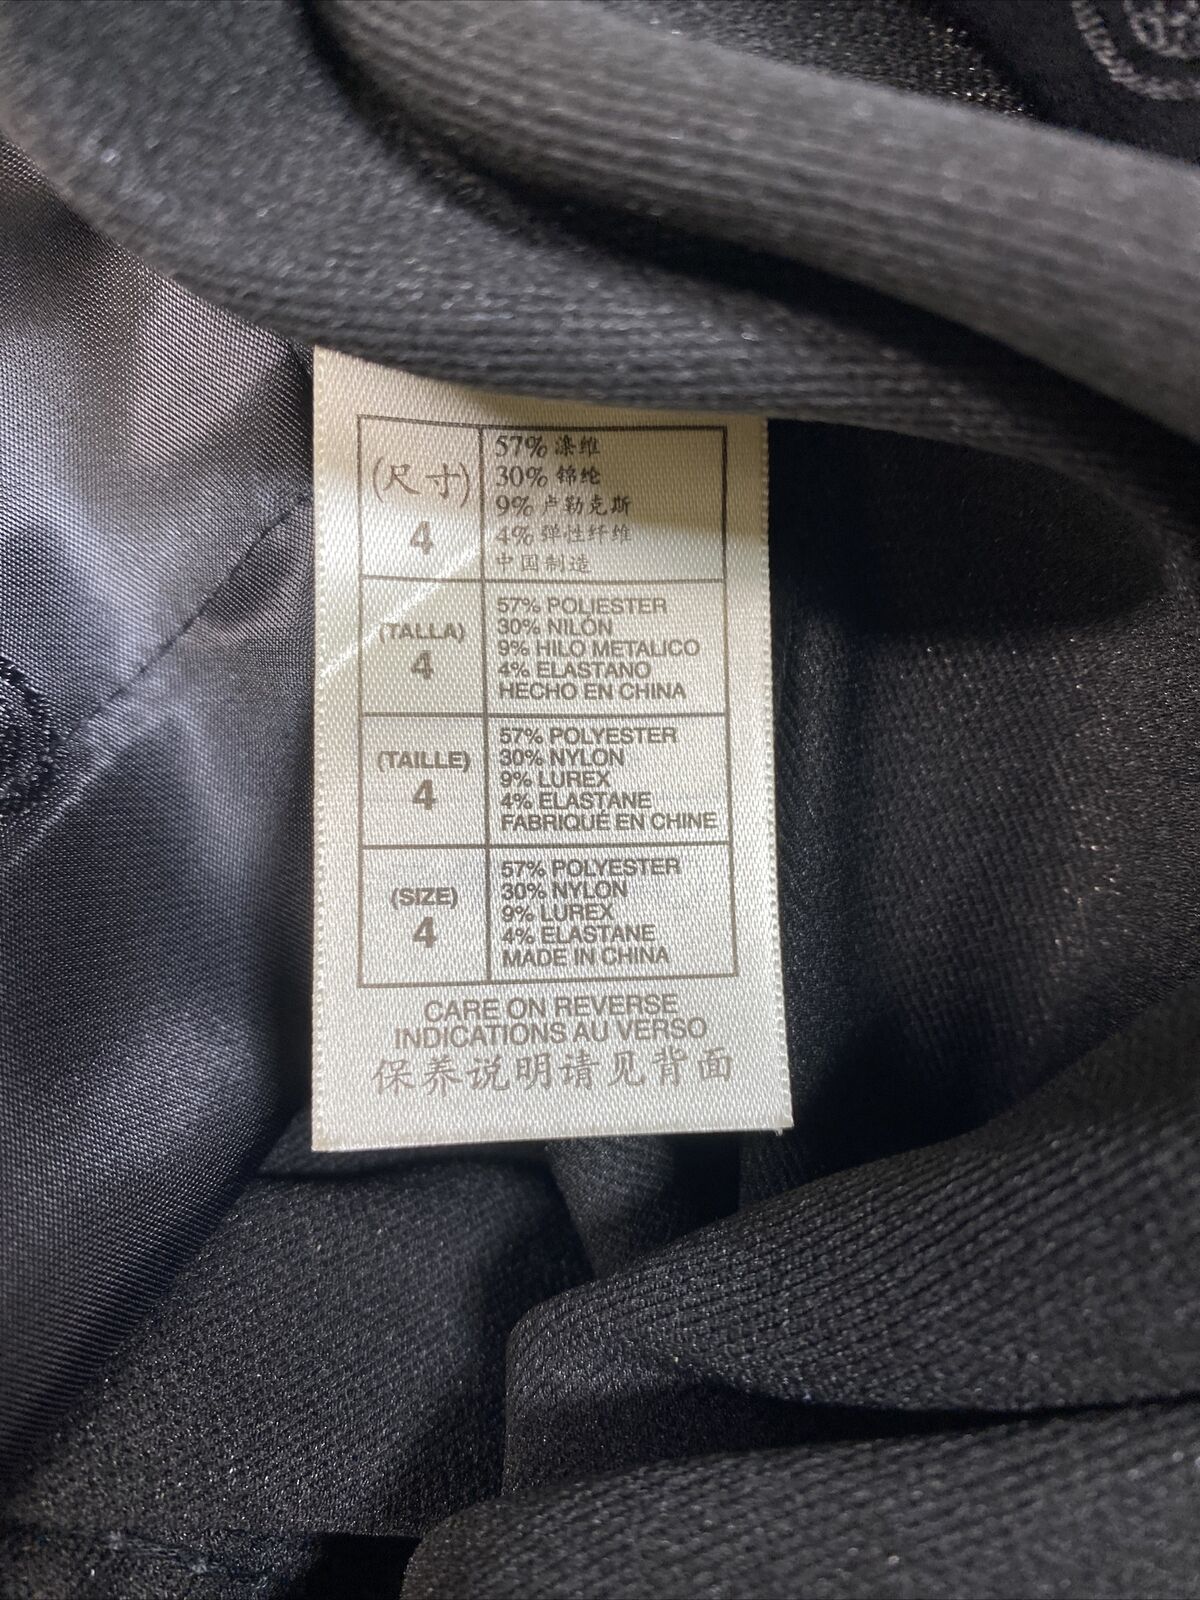 (尺寸)
4
57% 涤维
30% 锦纶
9% 卢勒克斯
4% 弹性纤维
中国制造
(TALLA)
4
57% POLIESTER
30% NILÓN
9% HILO METALICO
4% ELASTANO
HECHO EN CHINA
(TAILLE)
4
57% POLYESTER
30% NYLON
9% LUREX
4% ELASTANE
FABRIQUE EN CHINE
(SIZE)
4
57% POLYESTER
30% NYLON
9% LUREX
4% ELASTANE
MADE IN CHINA
CARE ON REVERSE
INDICATIONS AU VERSO
保养说明请见背面